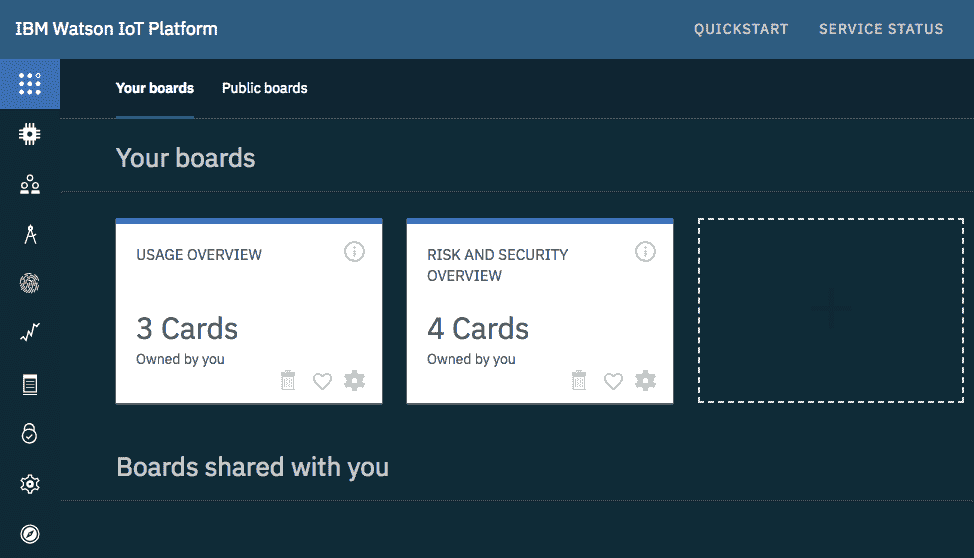 IBM Watson IoT Platform
QUICKSTART
SERVICE STATUS
Your boards
Public boards
Your boards
USAGE OVERVIEW
3 Cards
Owned by you
RISK AND SECURITY
OVERVIEW
4 Cards
Owned by you
Boards shared with you